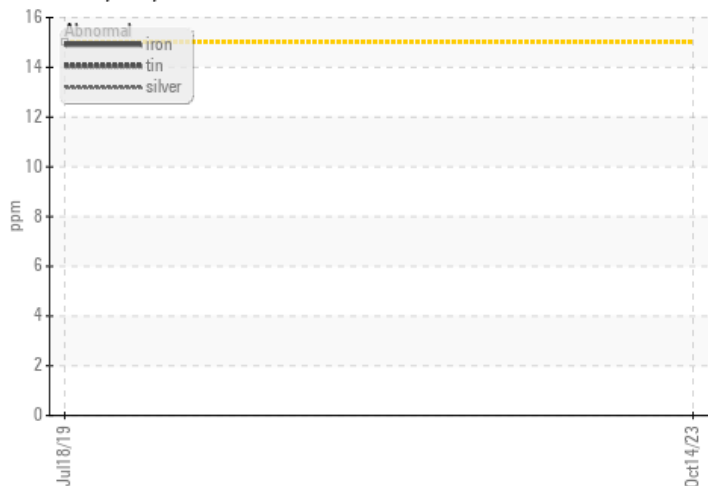 16
Abnormal
iron
tin
silver
14
12
10
8
6
4
2
0
ppm
Jul18/19
Oct14/23